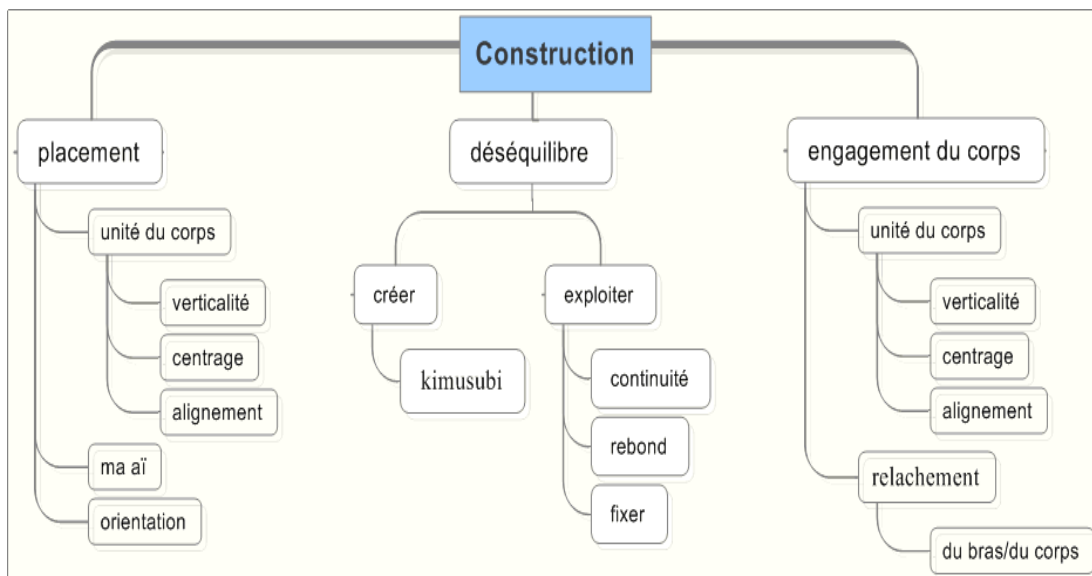 Construction
placement
unité du corps
verticalité
centrage
alignement
ma aï
orientation
déséquilibre
créer
kimusubi
exploiter
continuité
rebond
fixer
engagement du corps
unité du corps
verticalité
centrage
alignement
relachement
du bras/du corps